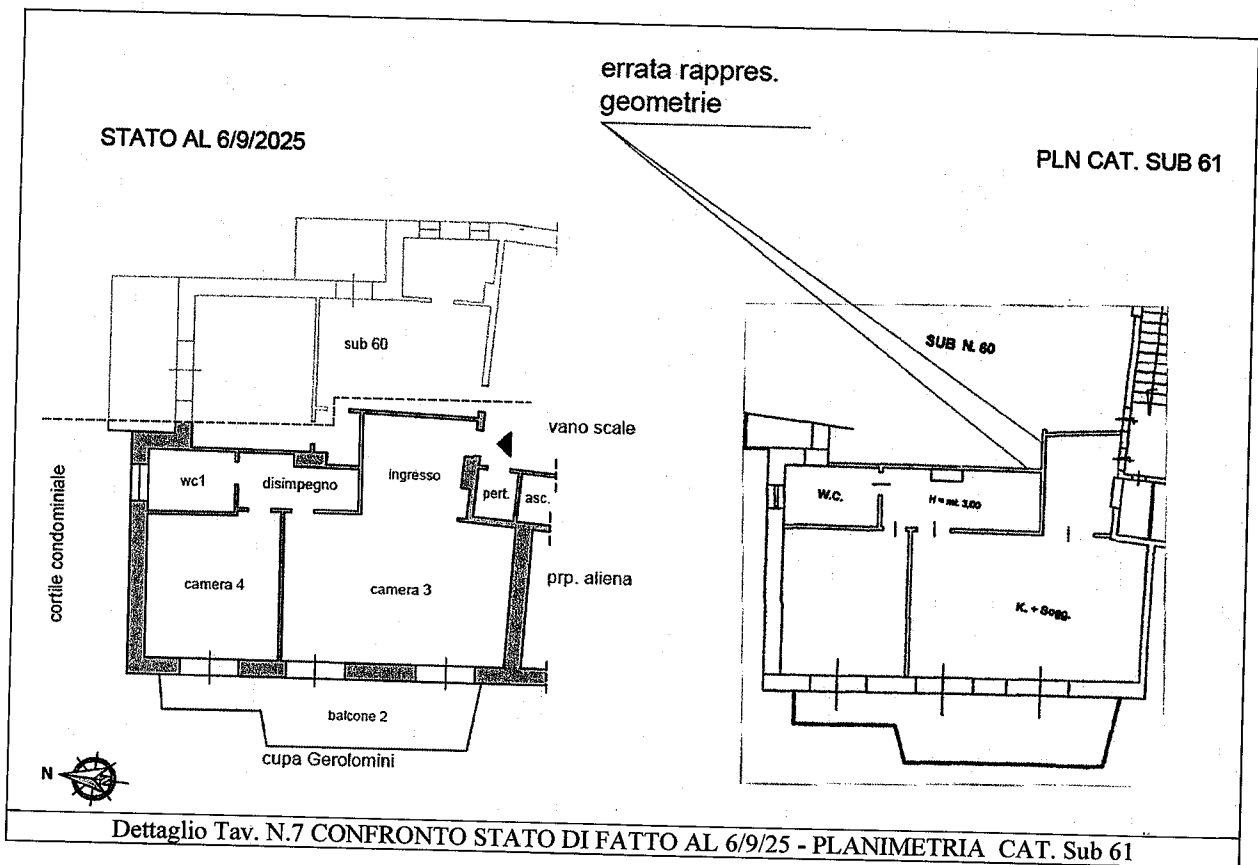 errata rappres.
geometrie
STATO AL 6/9/2025
PLN CAT. SUB 61
sub 60
SUB N. 60
vano scale
cortile condominiale
wc1
disimpegno
ingresso
pert.
asc.
W.C.
H = mt. 3,00
camera 4
camera 3
prp. aliena
K. + Sogg.
balcone 2
cupa Gerolomini
N
Dettaglio Tav. N.7 CONFRONTO STATO DI FATTO AL 6/9/25 - PLANIMETRIA CAT. Sub 61